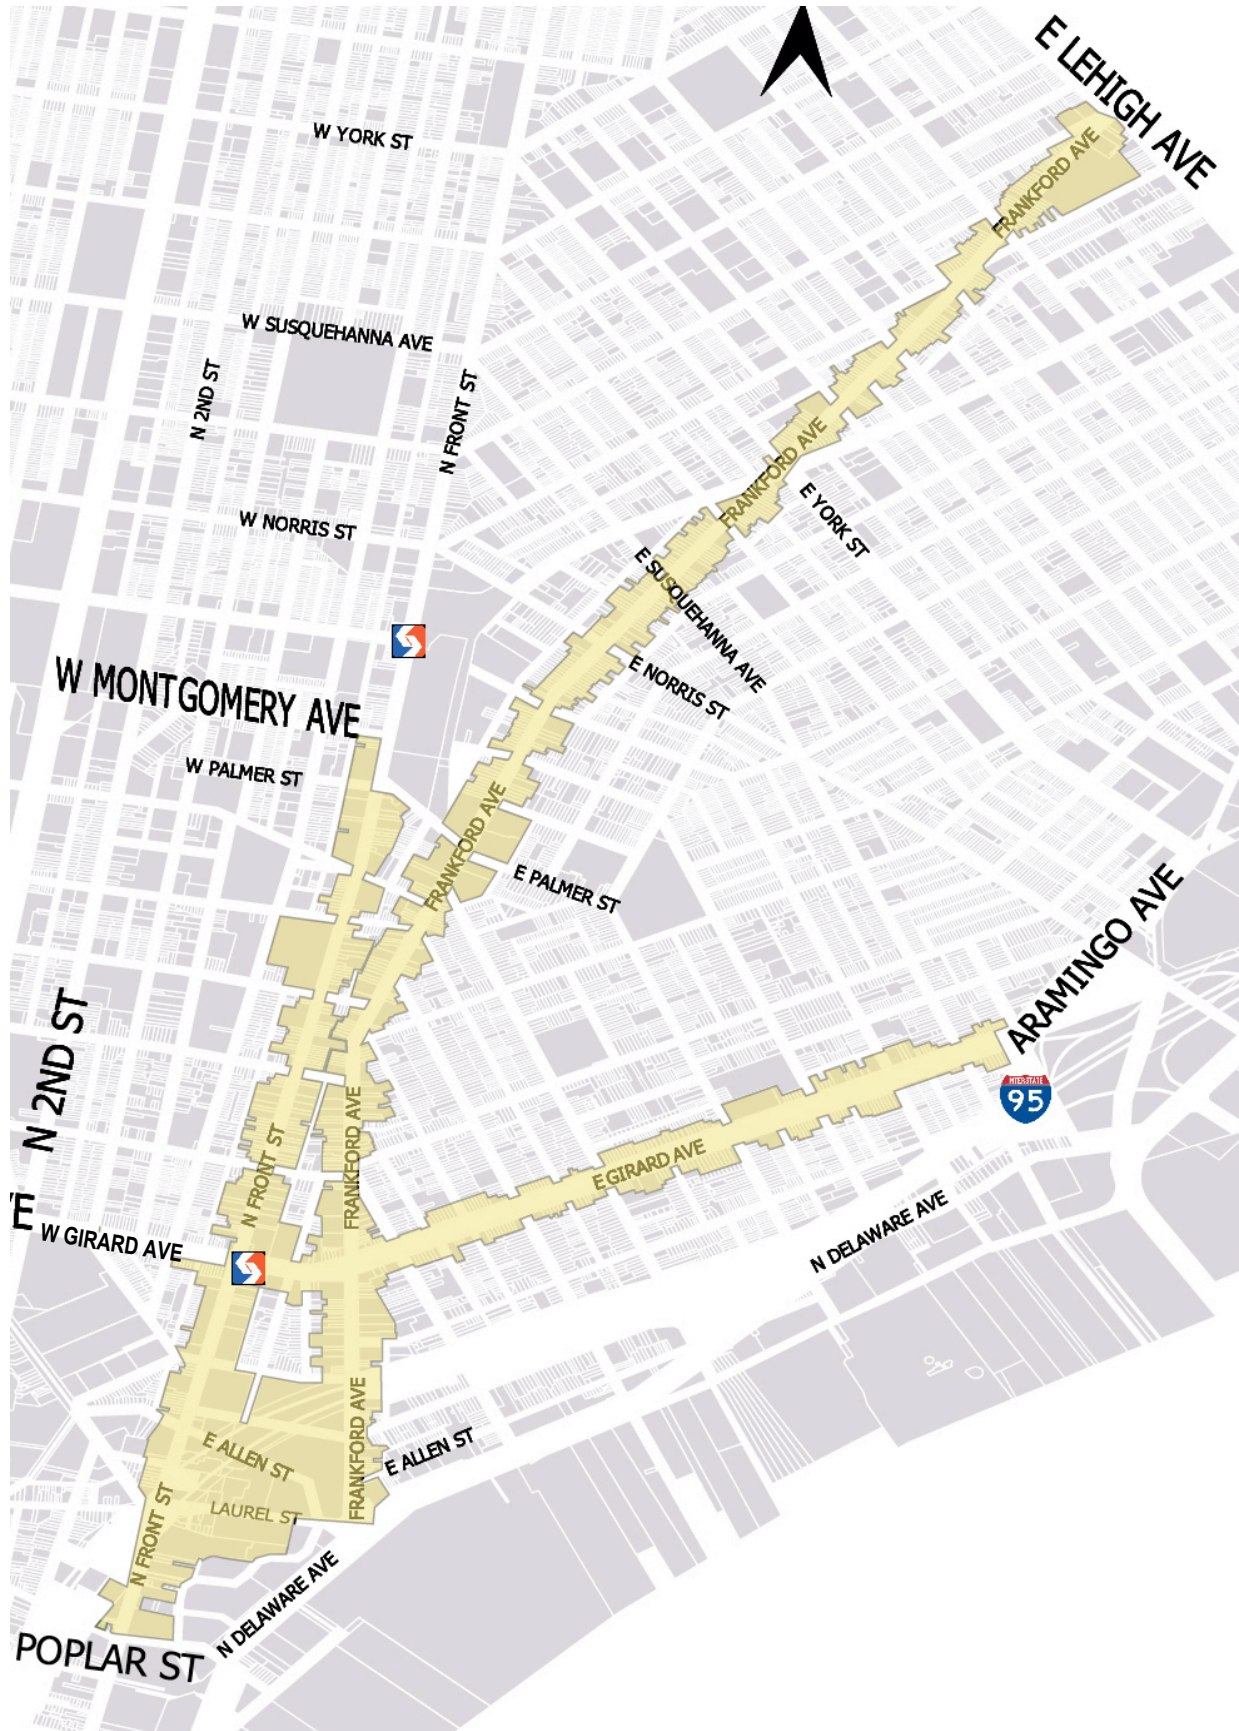 E LEHIGH AVE
W YORK ST
FRANKFORD AVE
W SUSQUEHANNA AVE
N 2ND ST
N FRONT ST
FRANKFORD AVE
E YORK ST
W NORRIS ST
E SUSQUEHANNA AVE
E NORRIS ST
W MONTGOMERY AVE
W PALMER ST
FRANKFORD AVE
E PALMER ST
ARAMINGO AVE
N 2ND ST
INTERSTATE
95
FRANKFORD AVE
N FRONT ST
E GIRARD AVE
E
W GIRARD AVE
N DELAWARE AVE
FRANKFORD AVE
E ALLEN ST
E ALLEN ST
LAUREL ST
N FRONT ST
N DELAWARE AVE
POPLAR ST